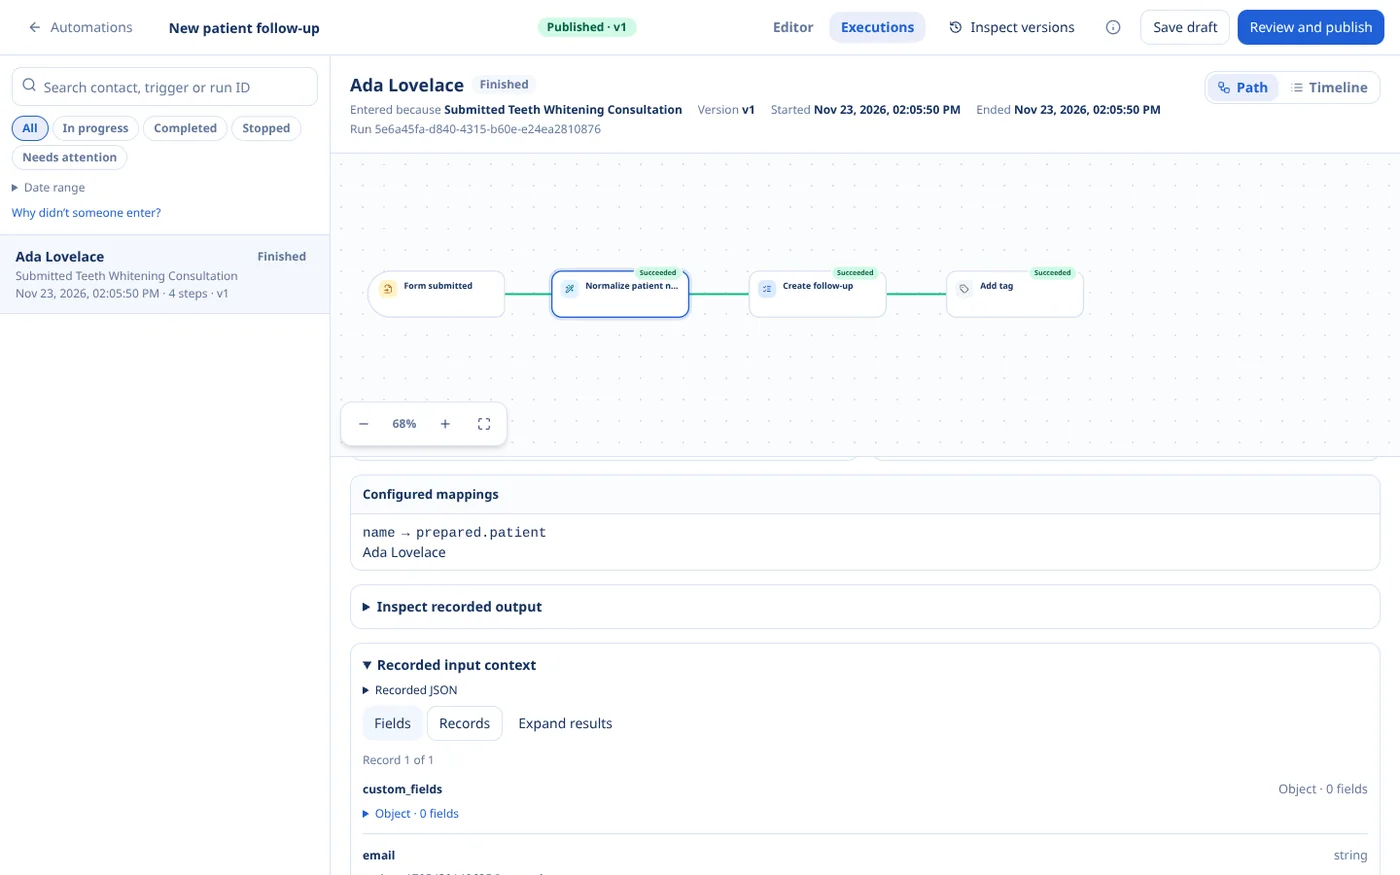 Automations
New patient follow-up
Published · v1
Editor
Executions
Inspect versions
Save draft
Review and publish
Search contact, trigger or run ID
All
In progress
Completed
Stopped
Needs attention
Date range
Why didn't someone enter?
Ada Lovelace
Finished
Submitted Teeth Whitening Consultation
Nov 23, 2026, 02:05:50 PM · 4 steps · v1
Ada Lovelace
Finished
Path
Timeline
Entered because Submitted Teeth Whitening Consultation Version v1 Started Nov 23, 2026, 02:05:50 PM Ended Nov 23, 2026, 02:05:50 PM
Run 5e6a45fa-d840-4315-b60e-e24ea2810876
Form submitted
Succeeded
Normalize patient n...
Succeeded
Create follow-up
Succeeded
Add tag
68%
Configured mappings
name → prepared.patient
Ada Lovelace
Inspect recorded output
Recorded input context
Recorded JSON
Fields
Records
Expand results
Record 1 of 1
custom_fields
Object · 0 fields
Object · 0 fields
email
string